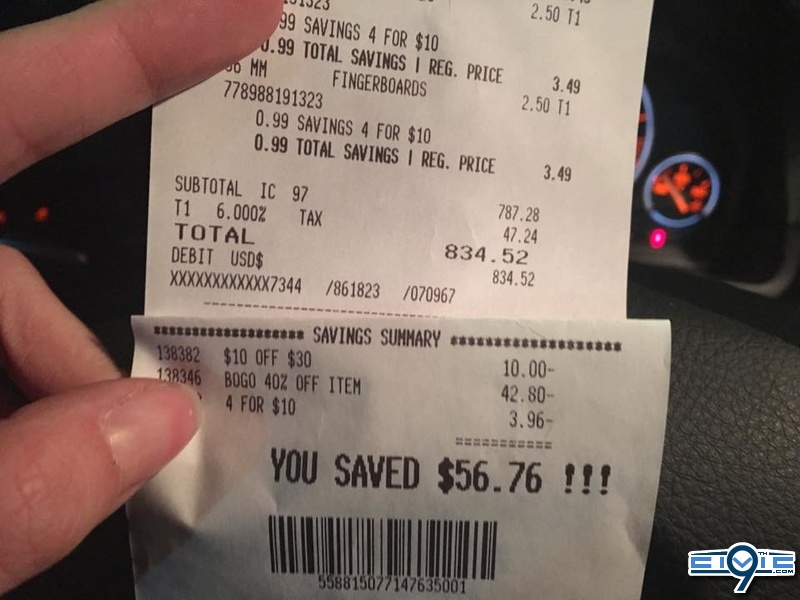 2.50 T1
99 SAVINGS 4 FOR $10
0.99 TOTAL SAVINGS | REG. PRICE 3.49
MM FINGERBOARDS
778988191323 2.50 T1
0.99 SAVINGS 4 FOR $10
0.99 TOTAL SAVINGS | REG. PRICE 3.49
SUBTOTAL IC 97 787.28
T1 6.000% TAX 47.24
TOTAL 834.52
DEBIT USD$ 834.52
XXXXXXXXXXXX7344 /861823 /070967
******************* SAVINGS SUMMARY *********************
138382 $10 OFF $30 10.00-
138346 BOGO 40% OFF ITEM 42.80-
4 FOR $10 3.96-
===========
YOU SAVED $56.76 !!!
558815077147635001
9TH
.COM